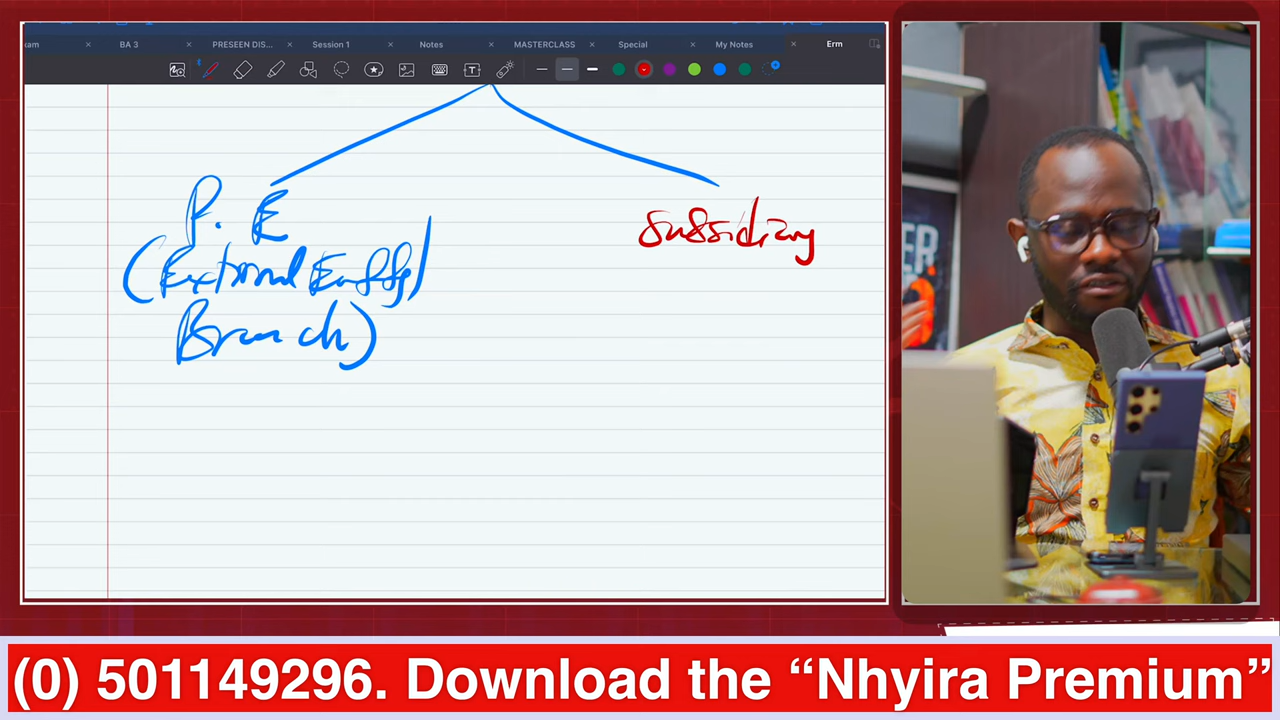 am BA 3 PRESEEN DIS... Session 1 Notes MASTERCLASS Special My Notes Erm
P. E
Subsidiary
(External
Branch)
(0) 501149296. Download the “Nhyira Premium”